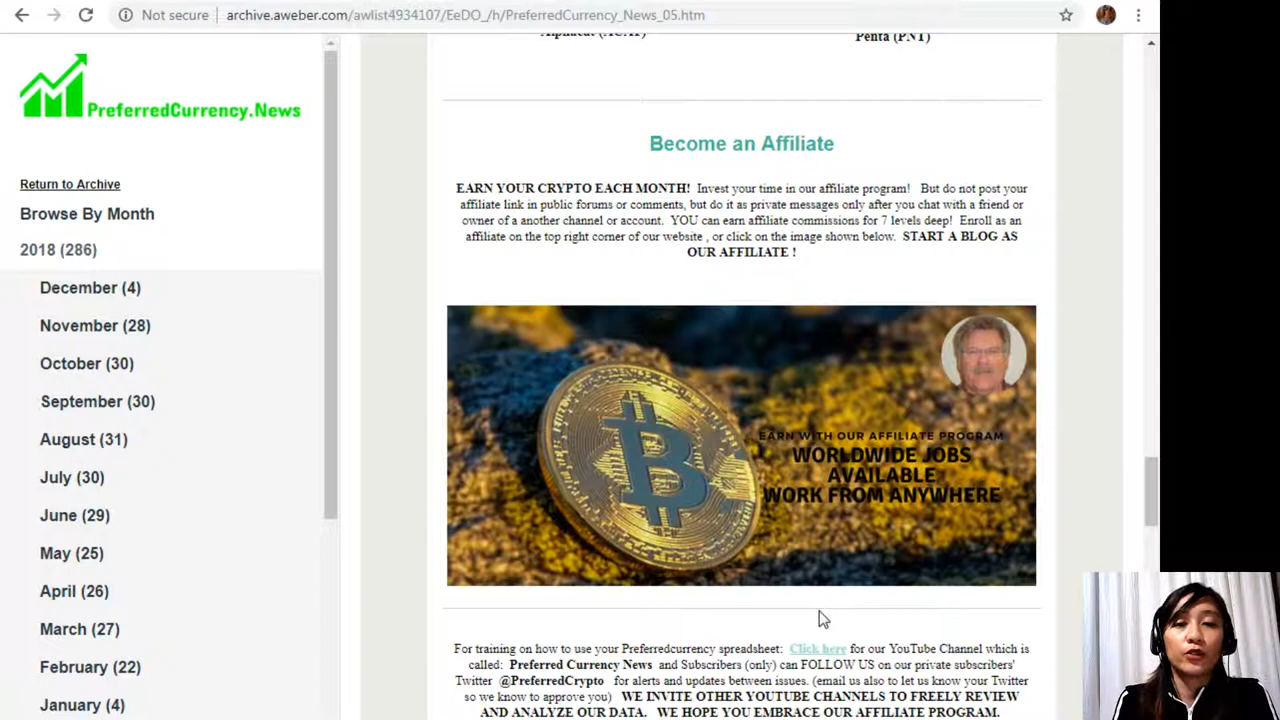 Not secure archive.aweber.com/awlist4934107/EeDO_/h/PreferredCurrency_News_05.htm
PreferredCurrency.News
Return to Archive
Browse By Month
2018 (286)
December (4)
November (28)
October (30)
September (30)
August (31)
July (30)
June (29)
May (25)
April (26)
March (27)
February (22)
January (4)
Penta (PNT)
Become an Affiliate
EARN YOUR CRYPTO EACH MONTH! Invest your time in our affiliate program! But do not post your
affiliate link in public forums or comments, but do it as private messages only after you chat with a friend or
owner of a another channel or account. YOU can earn affiliate commissions for 7 levels deep! Enroll as an
affiliate on the top right corner of our website , or click on the image shown below. START A BLOG AS
OUR AFFILIATE !
EARN WITH OUR AFFILIATE PROGRAM
WORLDWIDE JOBS
AVAILABLE
WORK FROM ANYWHERE
For training on how to use your Preferredcurrency spreadsheet: Click here for our YouTube Channel which is
called: Preferred Currency News and Subscribers (only) can FOLLOW US on our private subscribers'
Twitter @PreferredCrypto for alerts and updates between issues. (email us also to let us know your Twitter
so we know to approve you) WE INVITE OTHER YOUTUBE CHANNELS TO FREELY REVIEW
AND ANALYZE OUR DATA. WE HOPE YOU EMBRACE OUR AFFILIATE PROGRAM.